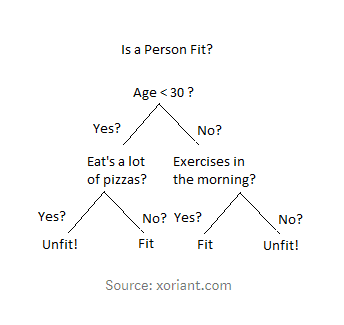 Is a Person Fit?
Age < 30 ?
Yes?
No?
Eat's a lot
of pizzas?
Exercises in
the morning?
Yes?
No?
Yes?
No?
Unfit!
Fit
Fit
Unfit!
Source: xoriant.com